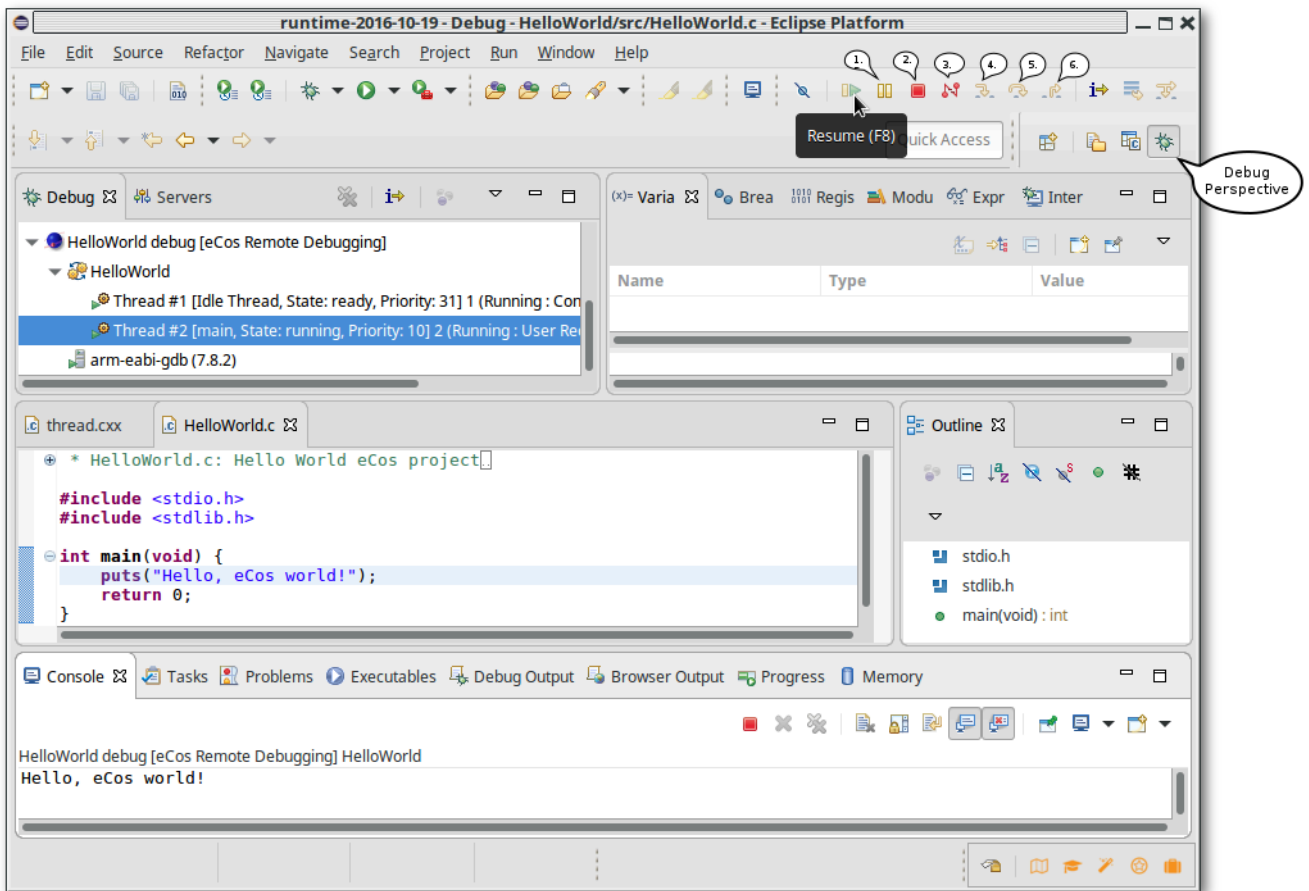 runtime-2016-10-19 - Debug - HelloWorld/src/HelloWorld.c - Eclipse Platform
File Edit Source Refactor Navigate Search Project Run Window Help
1. 2. 3. 4. 5. 6.
010
Resume (F8)
uick Access
Debug
Perspective
Debug Servers
HelloWorld debug [eCos Remote Debugging]
HelloWorld
Thread #1 [Idle Thread, State: ready, Priority: 31] 1 (Running : Con
Thread #2 [main, State: running, Priority: 10] 2 (Running : User Re
arm-eabi-gdb (7.8.2)
(x)= Varia Brea Regis Modu Expr Inter
Name Type Value
thread.cxx HelloWorld.c
* HelloWorld.c: Hello World eCos project
#include <stdio.h>
#include <stdlib.h>
int main(void) {
puts("Hello, eCos world!");
return 0;
}
Outline
stdio.h
stdlib.h
main(void) : int
Console Tasks Problems Executables Debug Output Browser Output Progress Memory
HelloWorld debug [eCos Remote Debugging] HelloWorld
Hello, eCos world!